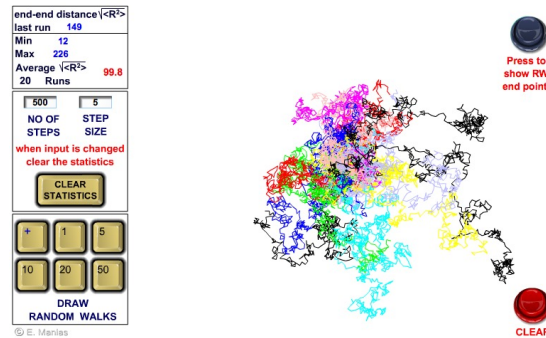 end-end distance √<R²>
last run 149
Min 12
Max 226
Average √<R²> 99.8
20 Runs
500 5
NO OF STEPS STEP SIZE
when input is changed
clear the statistics
CLEAR
STATISTICS
+ 1 5
10 20 50
DRAW
RANDOM WALKS
© E. Manias
Press to
show RW
end point
CLEAR